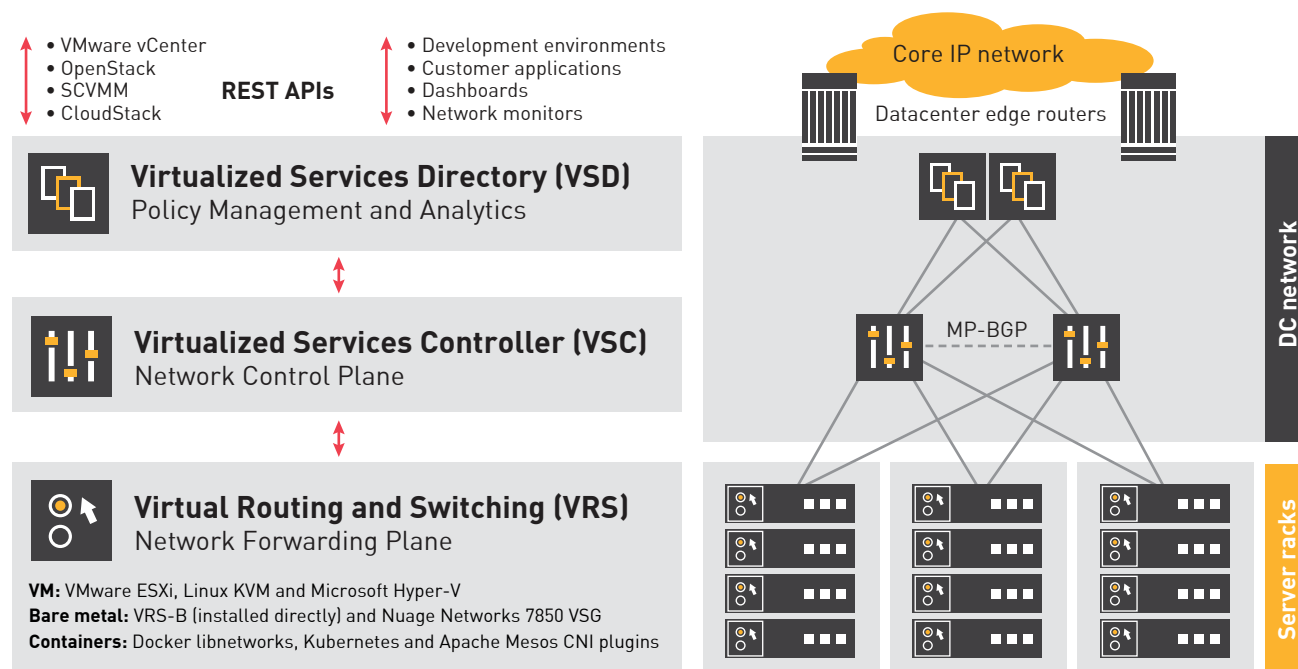 • VMware vCenter
• OpenStack
• SCVMM
• CloudStack
REST APIs
• Development environments
• Customer applications
• Dashboards
• Network monitors
Virtualized Services Directory (VSD)
Policy Management and Analytics
Virtualized Services Controller (VSC)
Network Control Plane
Virtual Routing and Switching (VRS)
Network Forwarding Plane
VM: VMware ESXi, Linux KVM and Microsoft Hyper-V
Bare metal: VRS-B (installed directly) and Nuage Networks 7850 VSG
Containers: Docker libnetworks, Kubernetes and Apache Mesos CNI plugins
Core IP network
Datacenter edge routers
MP-BGP
DC network
Server racks